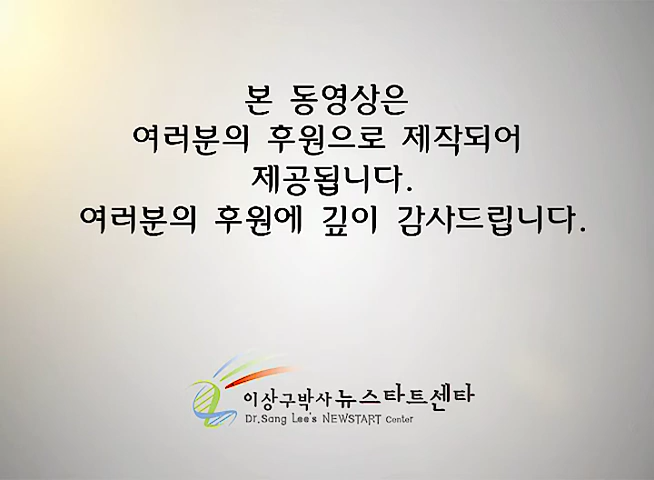 본 동영상은
여러분의 후원으로 제작되어
제공됩니다.
여러분의 후원에 깊이 감사드립니다.
이상구박사 뉴스타트센타
Dr.Sang Lee's NEWSTART Center